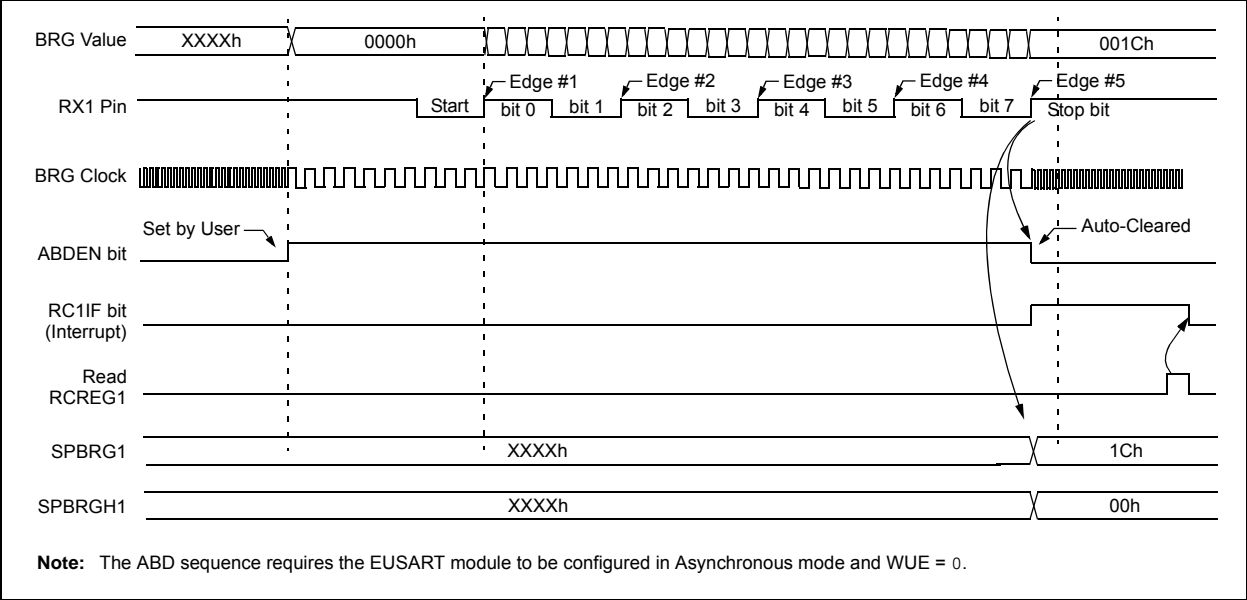 BRG Value
XXXXh
0000h
001Ch
Edge #1
Edge #2
Edge #3
Edge #4
Edge #5
RX1 Pin
Start
bit 0
bit 1
bit 2
bit 3
bit 4
bit 5
bit 6
bit 7
Stop bit
BRG Clock
Set by User
Auto-Cleared
ABDEN bit
RC1IF bit
(Interrupt)
Read
RCREG1
SPBRG1
XXXXh
1Ch
SPBRGH1
XXXXh
00h
Note: The ABD sequence requires the EUSART module to be configured in Asynchronous mode and WUE = 0.